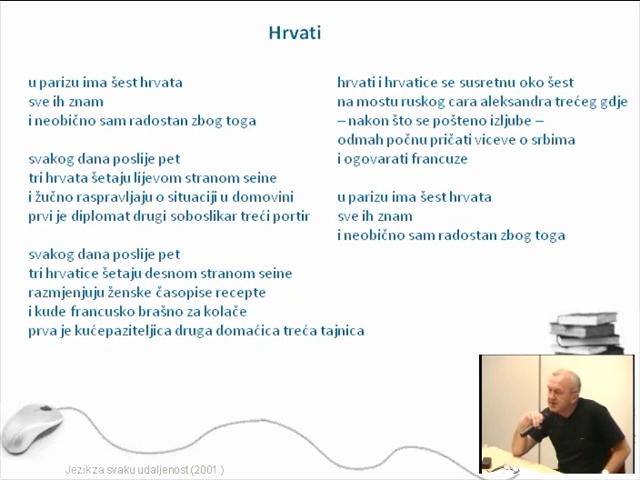 Hrvati
u parizu ima šest hrvata
sve ih znam
i neobično sam radostan zbog toga
svakog dana poslije pet
tri hrvata šetaju lijevom stranom seine
i žučno raspravljaju o situaciji u domovini
prvi je diplomat drugi soboslikar treći portir
svakog dana poslije pet
tri hrvatice šetaju desnom stranom seine
razmjenjuju ženske časopise recepte
i kude francusko brašno za kolače
prva je kućepaziteljica druga domaćica treća tajnica
hrvati i hrvatice se susretnu oko šest
na mostu ruskog cara aleksandra trećeg gdje
– nakon što se pošteno izljube –
odmah počnu pričati viceve o srbima
i ogovarati francuze
u parizu ima šest hrvata
sve ih znam
i neobično sam radostan zbog toga
Jezik za svaku udaljenost (2001.)